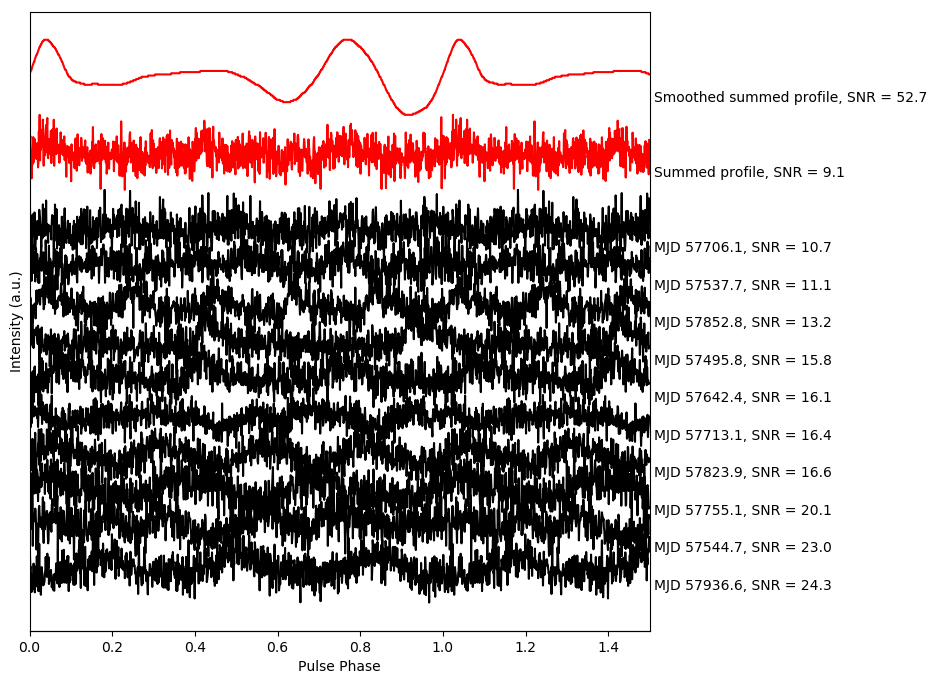 Smoothed summed profile, SNR = 52.7
Summed profile, SNR = 9.1
MJD 57706.1, SNR = 10.7
MJD 57537.7, SNR = 11.1
MJD 57852.8, SNR = 13.2
MJD 57495.8, SNR = 15.8
MJD 57642.4, SNR = 16.1
MJD 57713.1, SNR = 16.4
MJD 57823.9, SNR = 16.6
MJD 57755.1, SNR = 20.1
MJD 57544.7, SNR = 23.0
MJD 57936.6, SNR = 24.3
Intensity (a.u.)
0.0 0.2 0.4 0.6 0.8 1.0 1.2 1.4
Pulse Phase